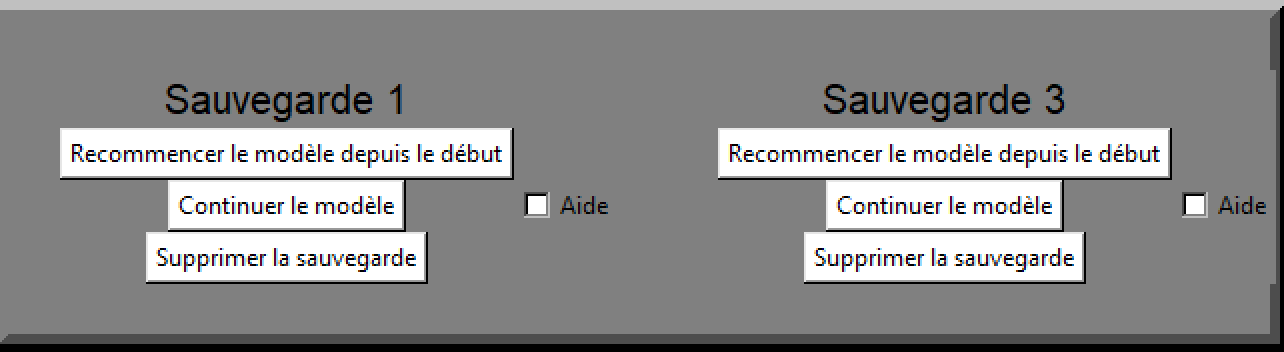 Sauvegarde 1
Recommencer le modèle depuis le début
Continuer le modèle
Aide
Supprimer la sauvegarde
Sauvegarde 3
Recommencer le modèle depuis le début
Continuer le modèle
Aide
Supprimer la sauvegarde